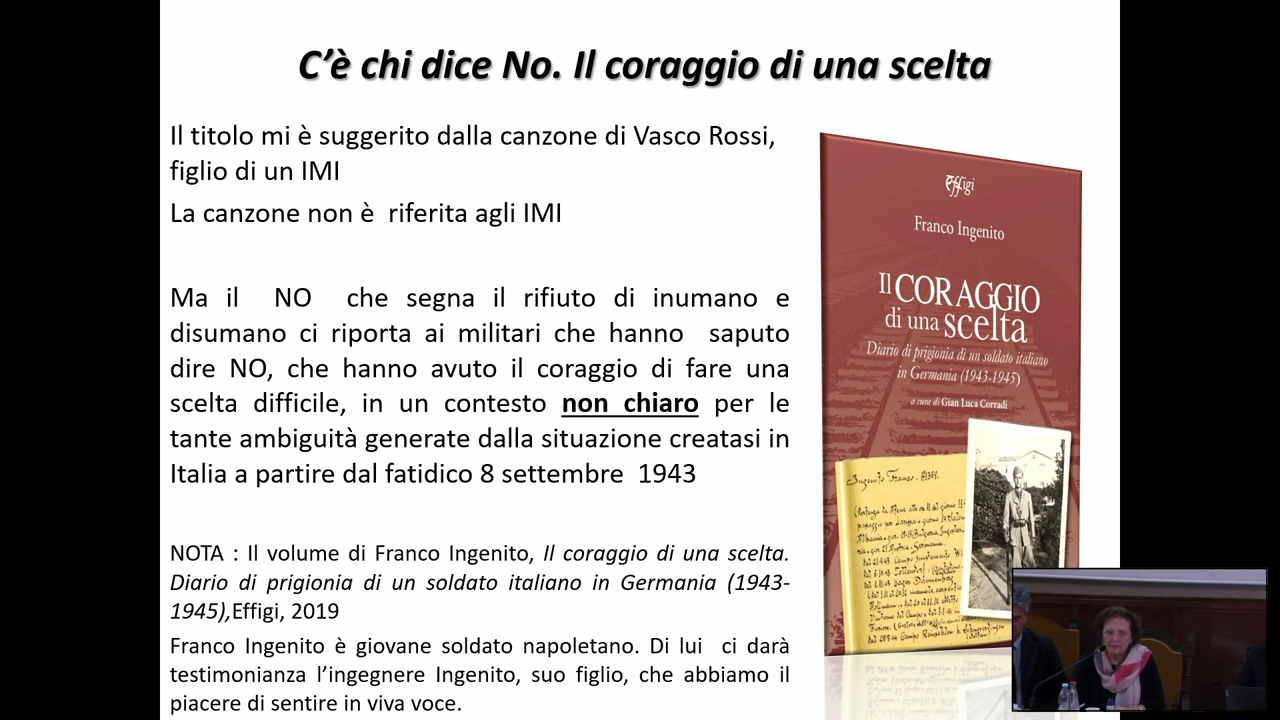 C’è chi dice No. Il coraggio di una scelta
Il titolo mi è suggerito dalla canzone di Vasco Rossi,
figlio di un IMI
La canzone non è riferita agli IMI
Ma il NO che segna il rifiuto di inumano e
disumano ci riporta ai militari che hanno saputo
dire NO, che hanno avuto il coraggio di fare una
scelta difficile, in un contesto non chiaro per le
tante ambiguità generate dalla situazione creatasi in
Italia a partire dal fatidico 8 settembre 1943
NOTA : Il volume di Franco Ingenito, Il coraggio di una scelta.
Diario di prigionia di un soldato italiano in Germania (1943-
1945),Effigi, 2019
Franco Ingenito è giovane soldato napoletano. Di lui ci darà
testimonianza l’ingegnere Ingenito, suo figlio, che abbiamo il
piacere di sentire in viva voce.
effigi
Franco Ingenito
Il CORAGGIO
di una scelta
Diario di prigionia di un soldato italiano
in Germania (1943-1945)
a cura di Gian Luca Corradi
Ingenito Franco